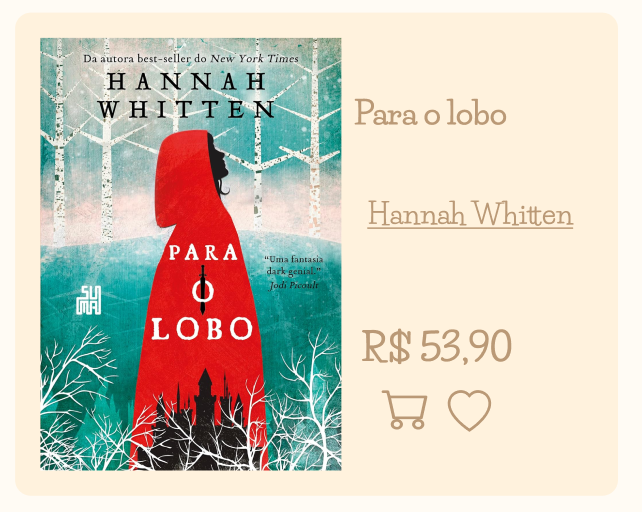 Da autora best-seller do New York Times
HANNAH
WHITTEN
PARA
O
LOBO
"Uma fantasia
dark genial."
Jodi Picoult
SUMA
Para o lobo
Hannah Whitten
R$ 53,90